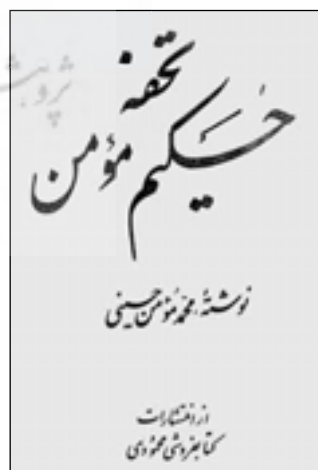 تحفه
حکیم مؤمن
نوشتهٔ: محمد مؤمن حسینی
از انتشارات
کتابفروشی محمودی